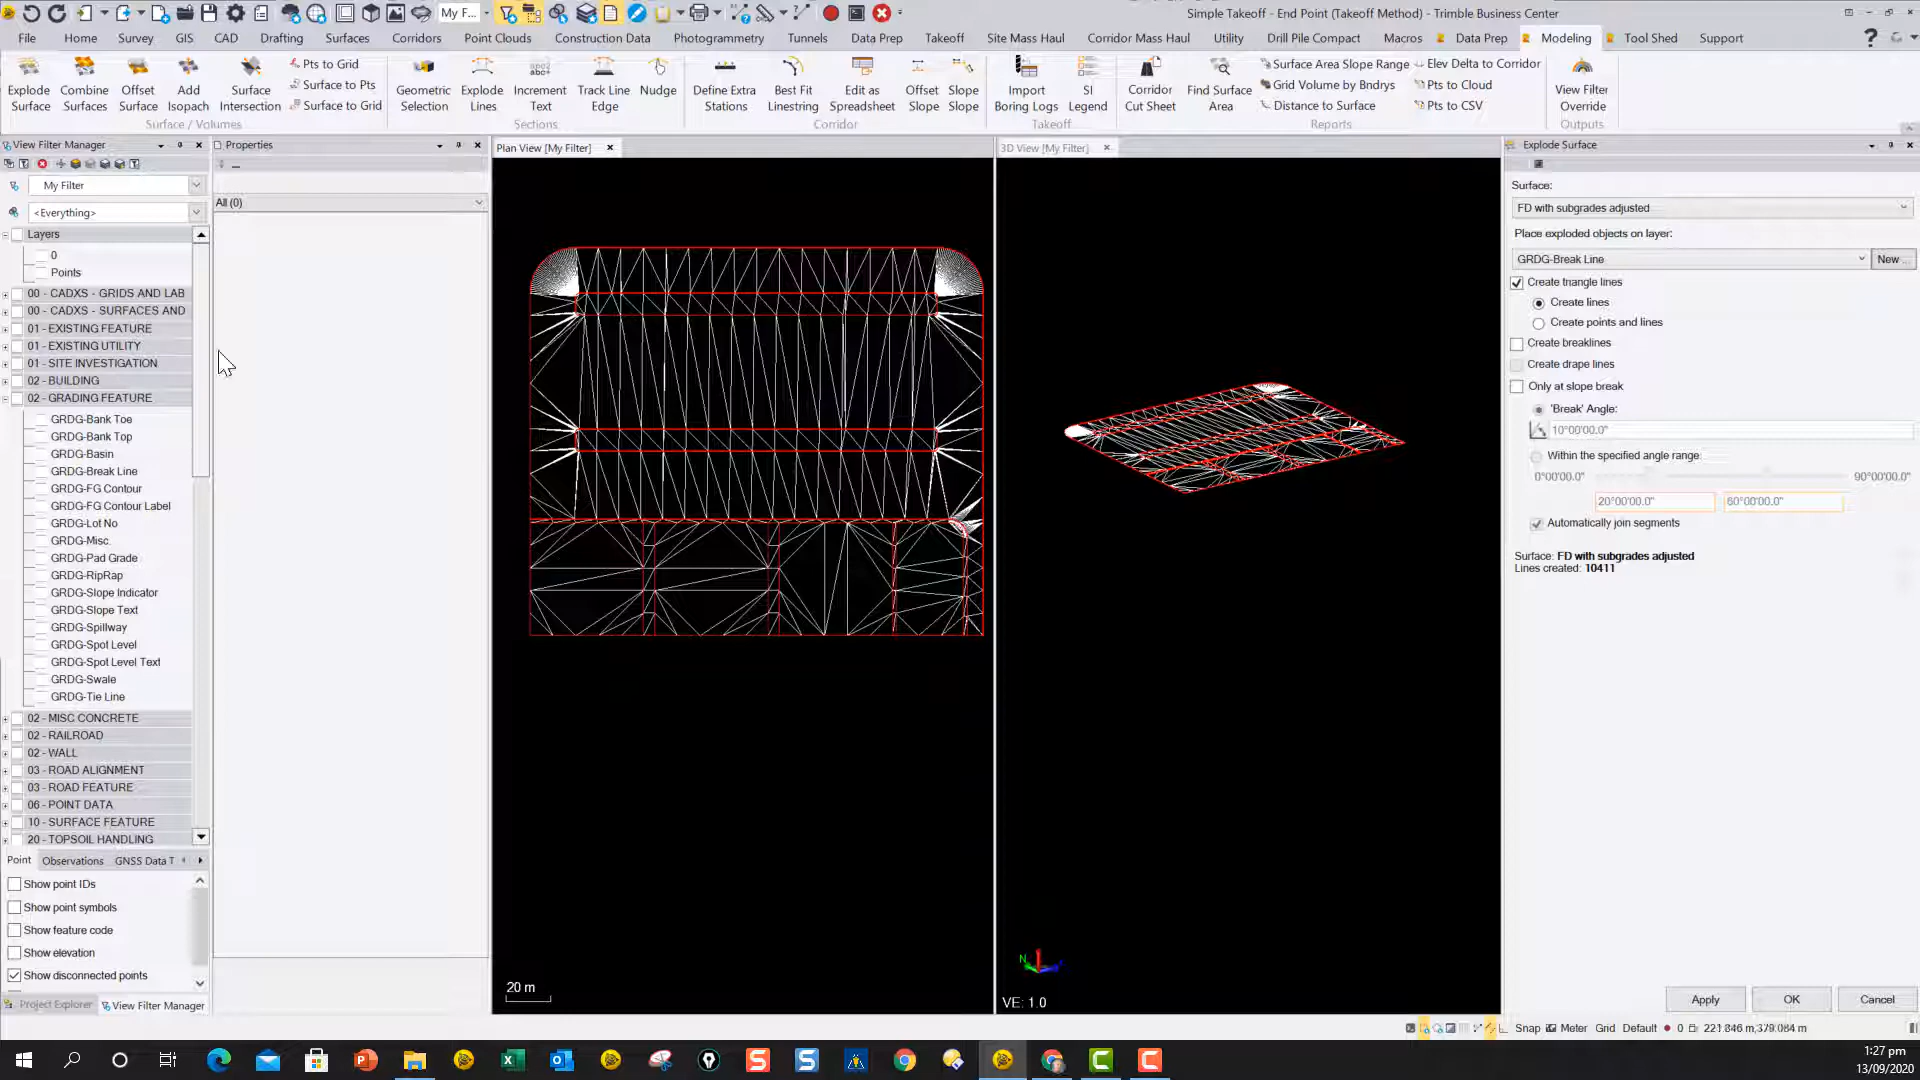 My F...
Simple Takeoff - End Point (Takeoff Method) - Trimble Business Center
File Home Survey GIS CAD Drafting Surfaces Corridors Point Clouds Construction Data Photogrammetry Tunnels Data Prep Takeoff Site Mass Haul Corridor Mass Haul Utility Drill Pile Compact Macros Data Prep Modeling Tool Shed Support
Explode Surface
Combine Surfaces
Offset Surface
Add Isopach
Surface Intersection
Pts to Grid
Surface to Pts
Surface to Grid
Surface / Volumes
Geometric Selection
Explode Lines
Increment Text
Track Line Edge
Nudge
Sections
Define Extra Stations
Best Fit Linestring
Edit as Spreadsheet
Offset Slope
Slope Slope
Corridor
Import Boring Logs
SI Legend
Takeoff
Corridor Cut Sheet
Find Surface Area
Surface Area Slope Range
Grid Volume by Bndrys
Distance to Surface
Elev Delta to Corridor
Pts to Cloud
Pts to CSV
Reports
View Filter Override
Outputs
View Filter Manager
My Filter
<Everything>
Layers
0
Points
00 - CADXS - GRIDS AND LAB
00 - CADXS - SURFACES AND
01 - EXISTING FEATURE
01 - EXISTING UTILITY
01 - SITE INVESTIGATION
02 - BUILDING
02 - GRADING FEATURE
GRDG-Bank Toe
GRDG-Bank Top
GRDG-Basin
GRDG-Break Line
GRDG-FG Contour
GRDG-FG Contour Label
GRDG-Lot No
GRDG-Misc.
GRDG-Pad Grade
GRDG-RipRap
GRDG-Slope Indicator
GRDG-Slope Text
GRDG-Spillway
GRDG-Spot Level
GRDG-Spot Level Text
GRDG-Swale
GRDG-Tie Line
02 - MISC CONCRETE
02 - RAILROAD
02 - WALL
03 - ROAD ALIGNMENT
03 - ROAD FEATURE
06 - POINT DATA
10 - SURFACE FEATURE
20 - TOPSOIL HANDLING
Point Observations GNSS Data T
Show point IDs
Show point symbols
Show feature code
Show elevation
Show disconnected points
Project Explorer View Filter Manager
Properties
All (0)
Plan View [My Filter]
20 m
3D View [My Filter]
N
VE: 1.0
Explode Surface
Surface:
FD with subgrades adjusted
Place exploded objects on layer:
GRDG-Break Line
New ...
Create triangle lines
Create lines
Create points and lines
Create breaklines
Create drape lines
Only at slope break
'Break' Angle:
10°00'00.0"
Within the specified angle range:
0°00'00.0" 90°00'00.0"
20°00'00.0" 60°00'00.0"
Automatically join segments
Surface: FD with subgrades adjusted
Lines created: 10411
Apply OK Cancel
Snap Meter Grid Default 0
1:27 pm
13/09/2020